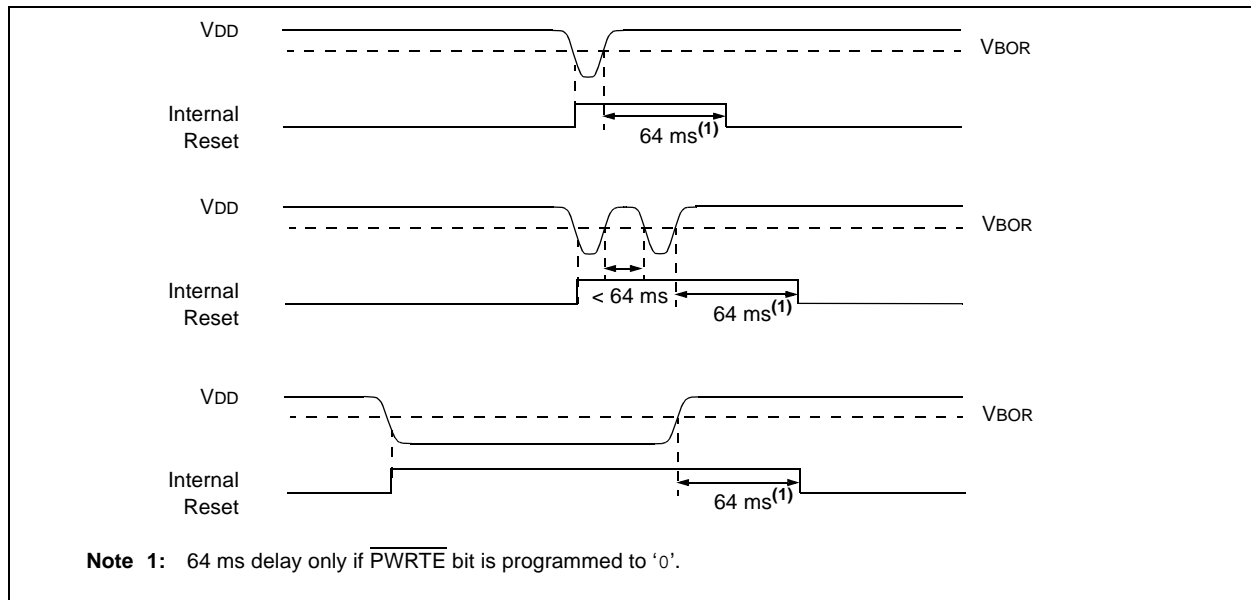 VDD
VBOR
Internal
Reset
64 ms(1)
VDD
VBOR
Internal
Reset
< 64 ms
64 ms(1)
VDD
VBOR
Internal
Reset
64 ms(1)
Note 1: 64 ms delay only if PWRTE bit is programmed to ‘0’.